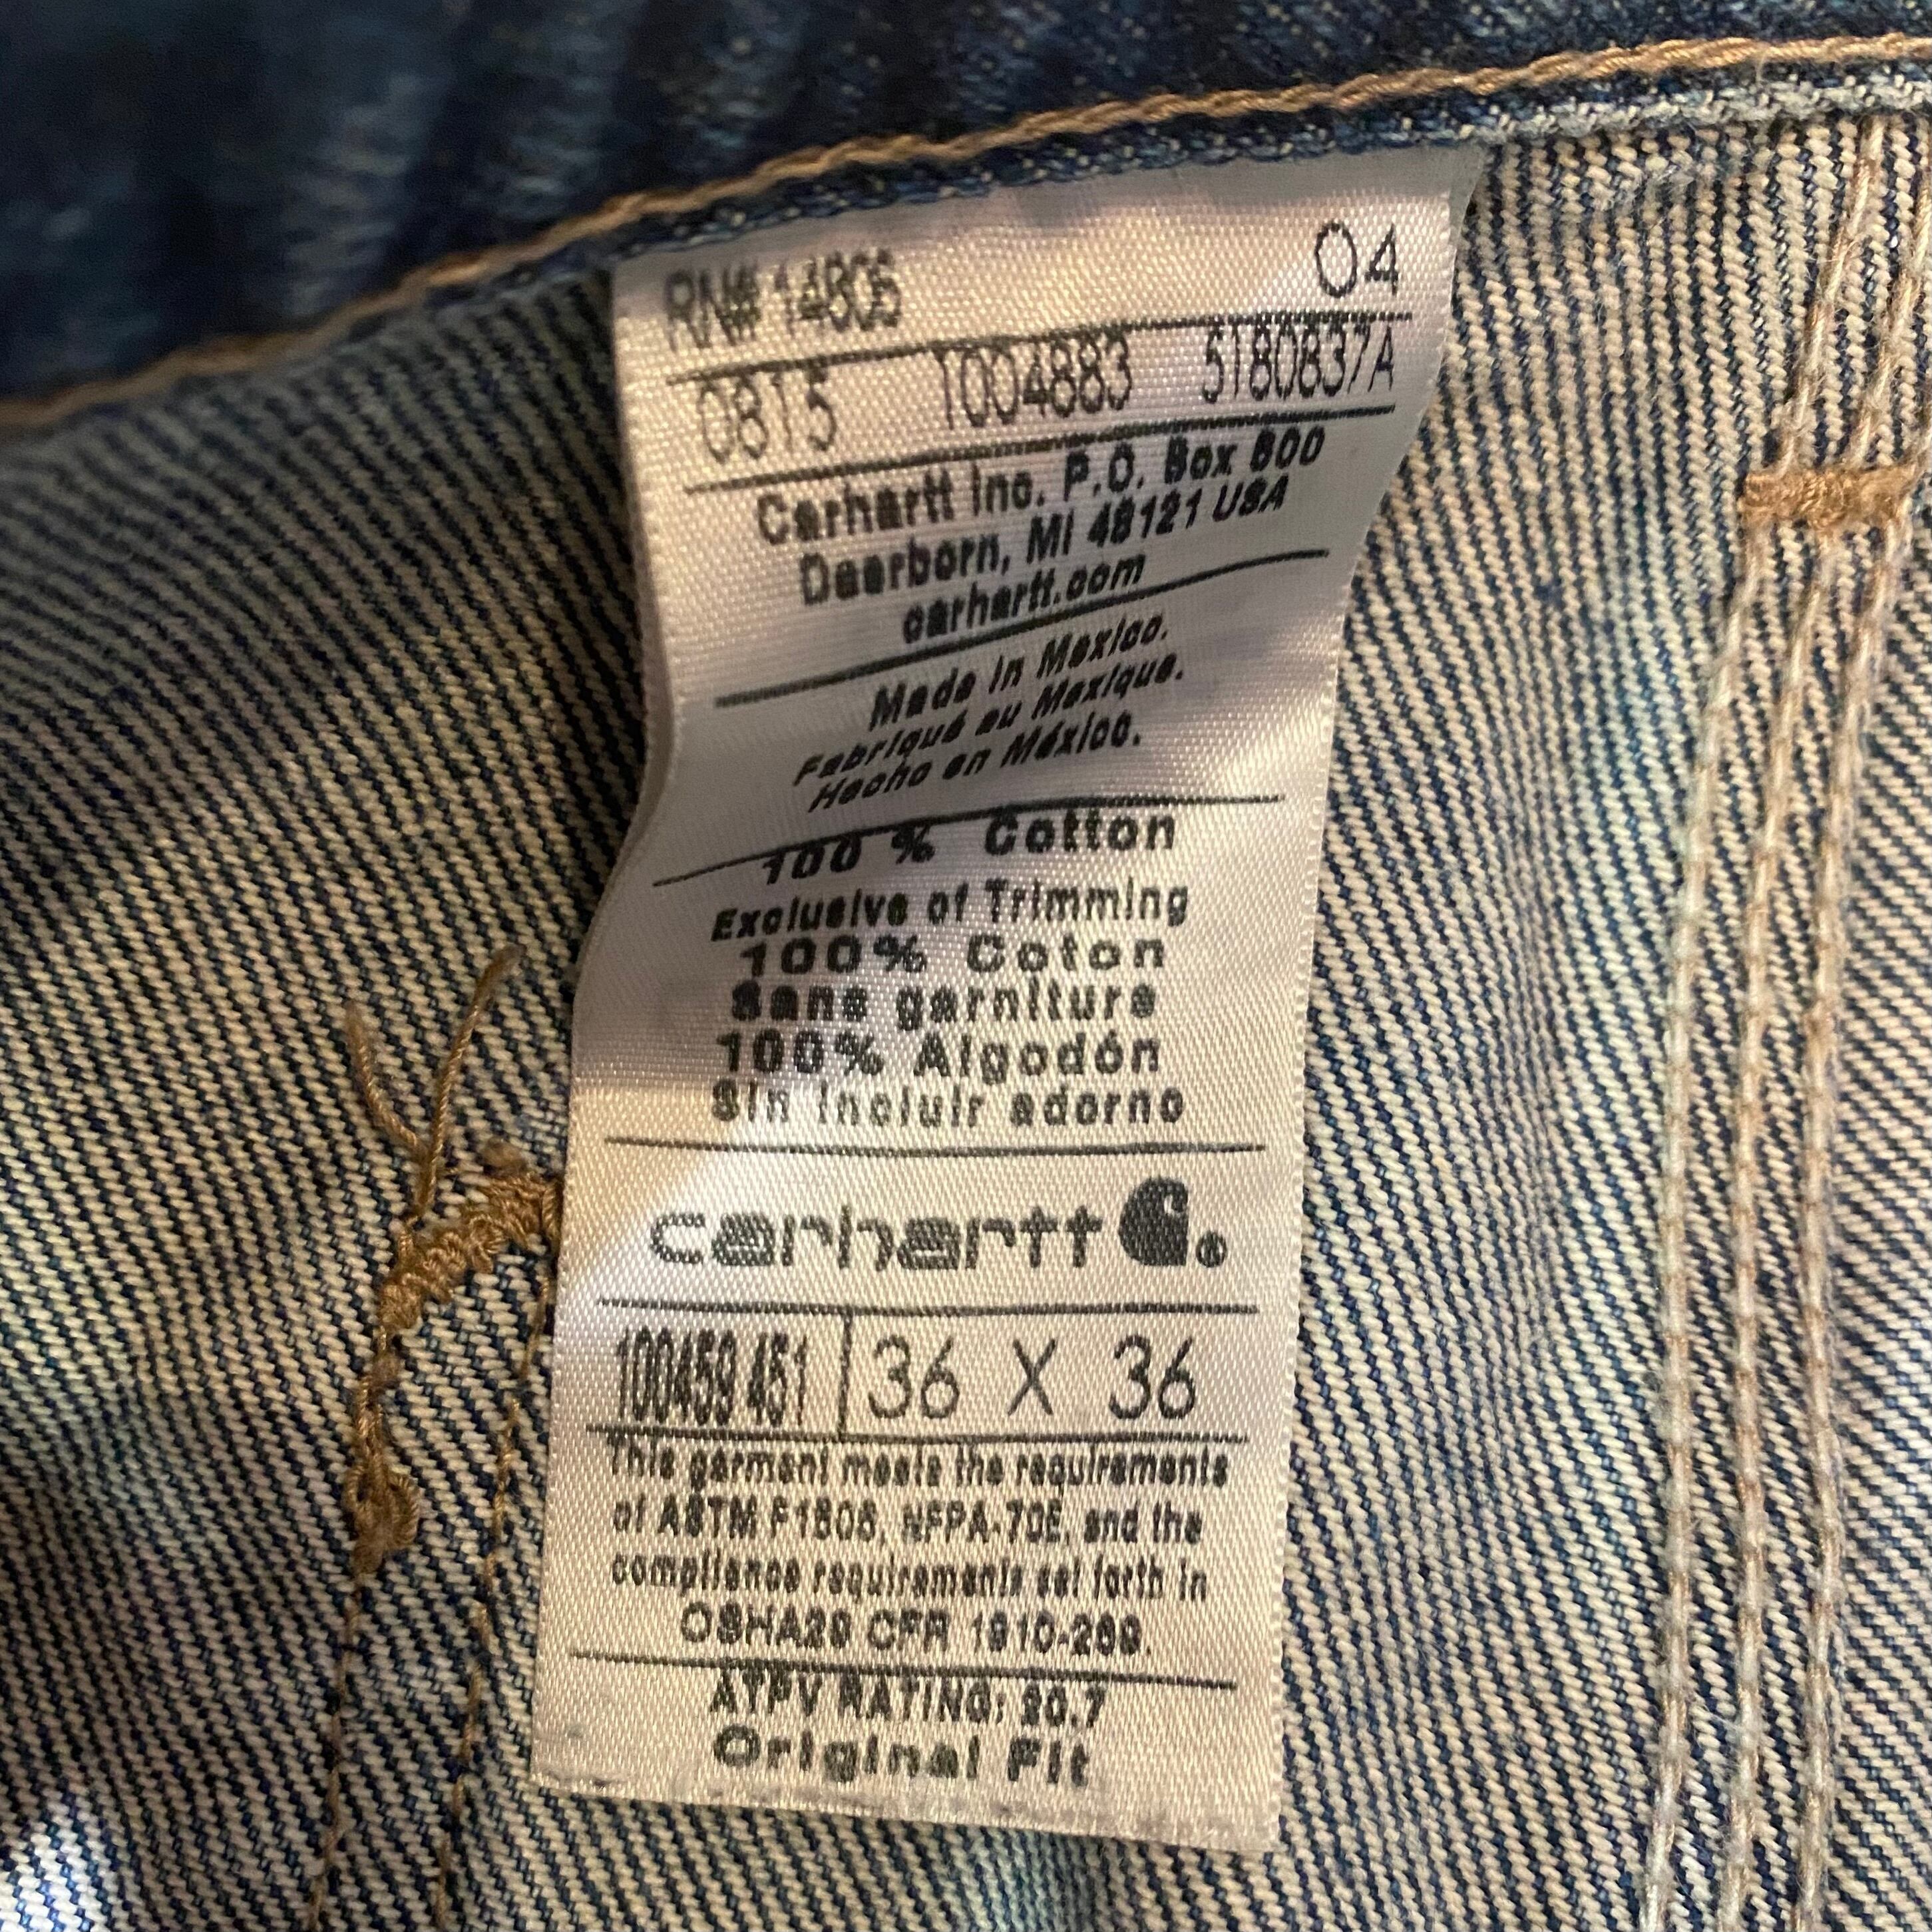 RN# 14806 04
0815 1004883 5180837A
Carhartt Inc. P.O. Box 600
Dearborn, MI 48121 USA
carhartt.com
Made in Mexico.
Fabriqué au Mexique.
Hecho en México.
100 % Cotton
Exclusive of Trimming
100% Coton
Sans garniture
100% Algodón
Sin incluir adorno
carhartt
100459 451 36 X 36
This garment meets the requirements
of ASTM F1506, NFPA-70E, and the
compliance requirements set forth in
OSHA29 CFR 1910-269.
ATPV RATING: 20.7
Original Fit